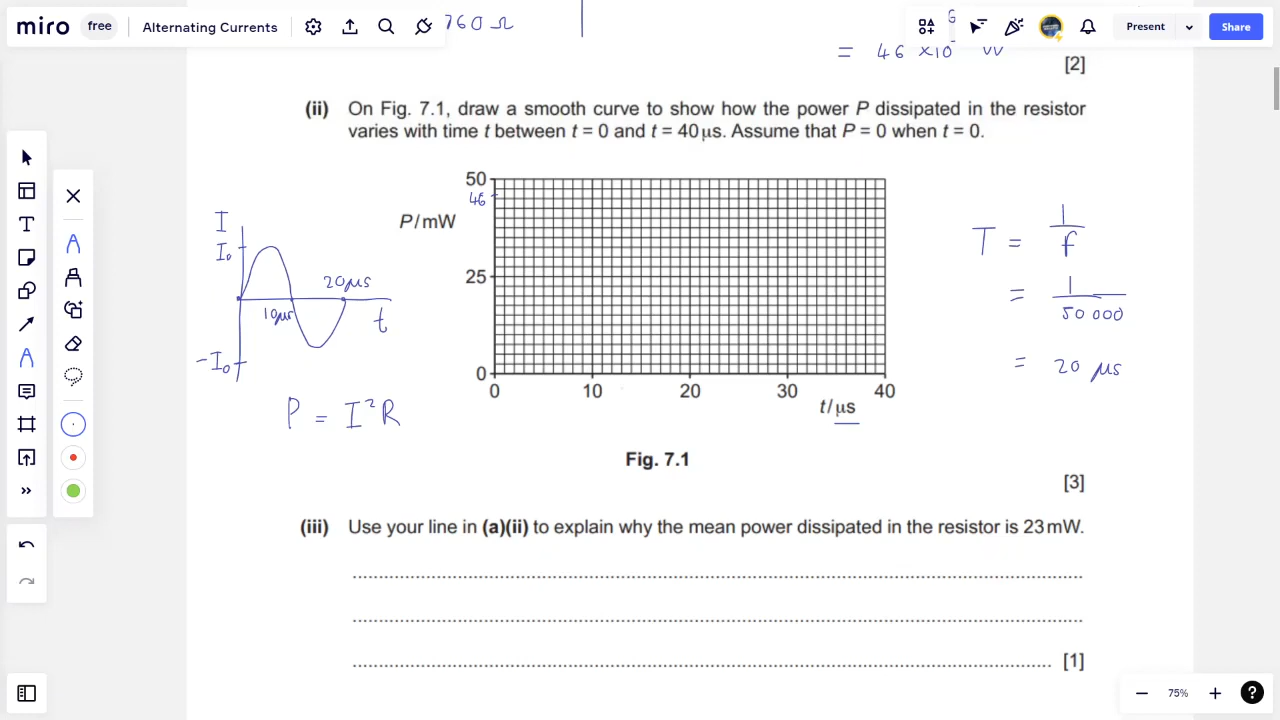 miro free Alternating Currents Present Share
760 Ω
= 46 ×10 W
[2]
(ii) On Fig. 7.1, draw a smooth curve to show how the power P dissipated in the resistor
varies with time t between t = 0 and t = 40 μs. Assume that P = 0 when t = 0.
50
46
P/mW
25
0
0 10 20 30 40
t/μs
Fig. 7.1
[3]
I
I₀
20μs
10μs
t
-I₀
P = I²R
T = 1/f
= 1/50 000
= 20 μs
(iii) Use your line in (a)(ii) to explain why the mean power dissipated in the resistor is 23 mW.
[1]
75%